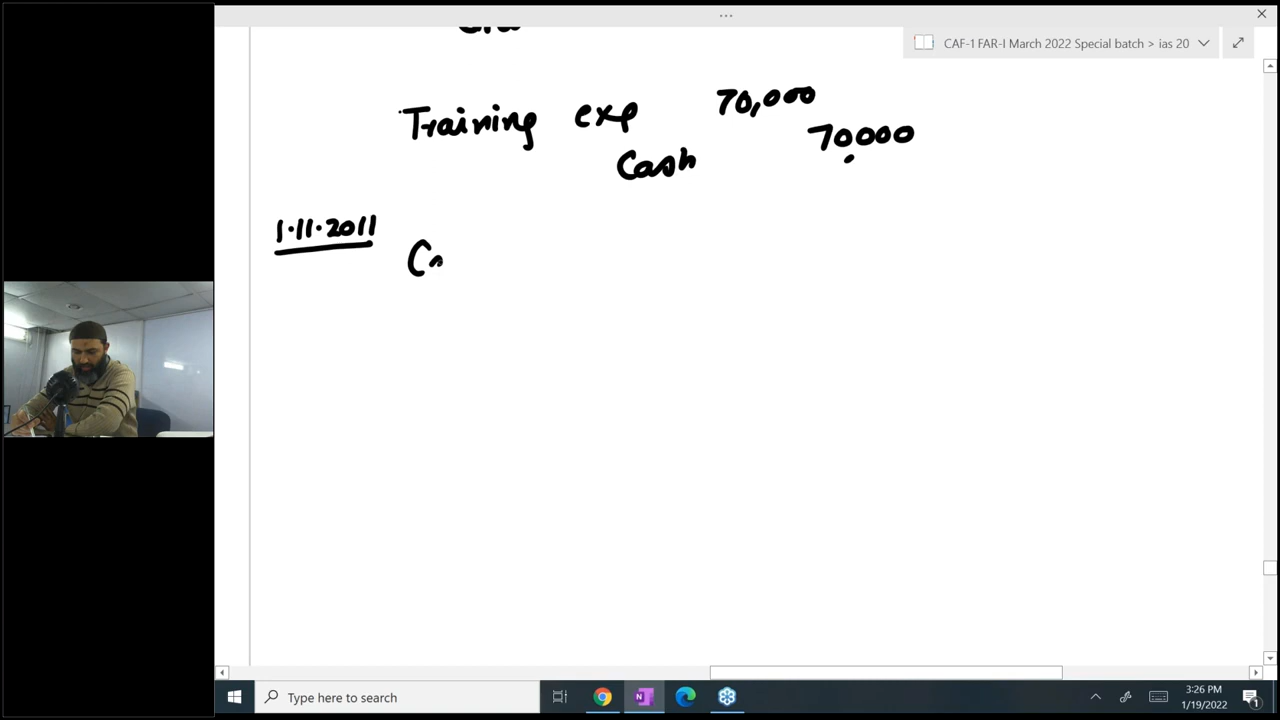 CAF-1 FAR-I March 2022 Special batch > ias 20
Training exp 70,000
Cash 70000
1.11.2011
Type here to search
3:26 PM
1/19/2022
1